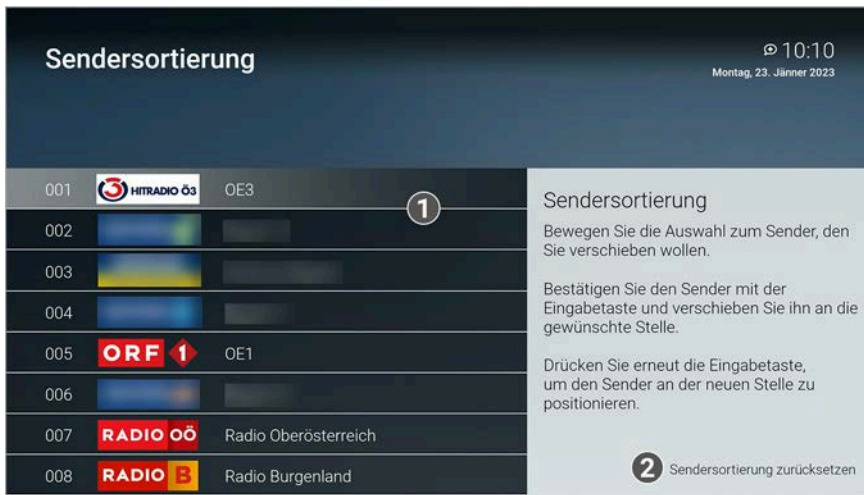 Sendersortierung
10:10
Montag, 23. Jänner 2023
001 Ö3 HITRADIO Ö3 OE3
1
002
003
004
005 ORF 1 OE1
006
007 RADIO OÖ Radio Oberösterreich
008 RADIO B Radio Burgenland
Sendersortierung
Bewegen Sie die Auswahl zum Sender, den
Sie verschieben wollen.
Bestätigen Sie den Sender mit der
Eingabetaste und verschieben Sie ihn an die
gewünschte Stelle.
Drücken Sie erneut die Eingabetaste,
um den Sender an der neuen Stelle zu
positionieren.
2 Sendersortierung zurücksetzen